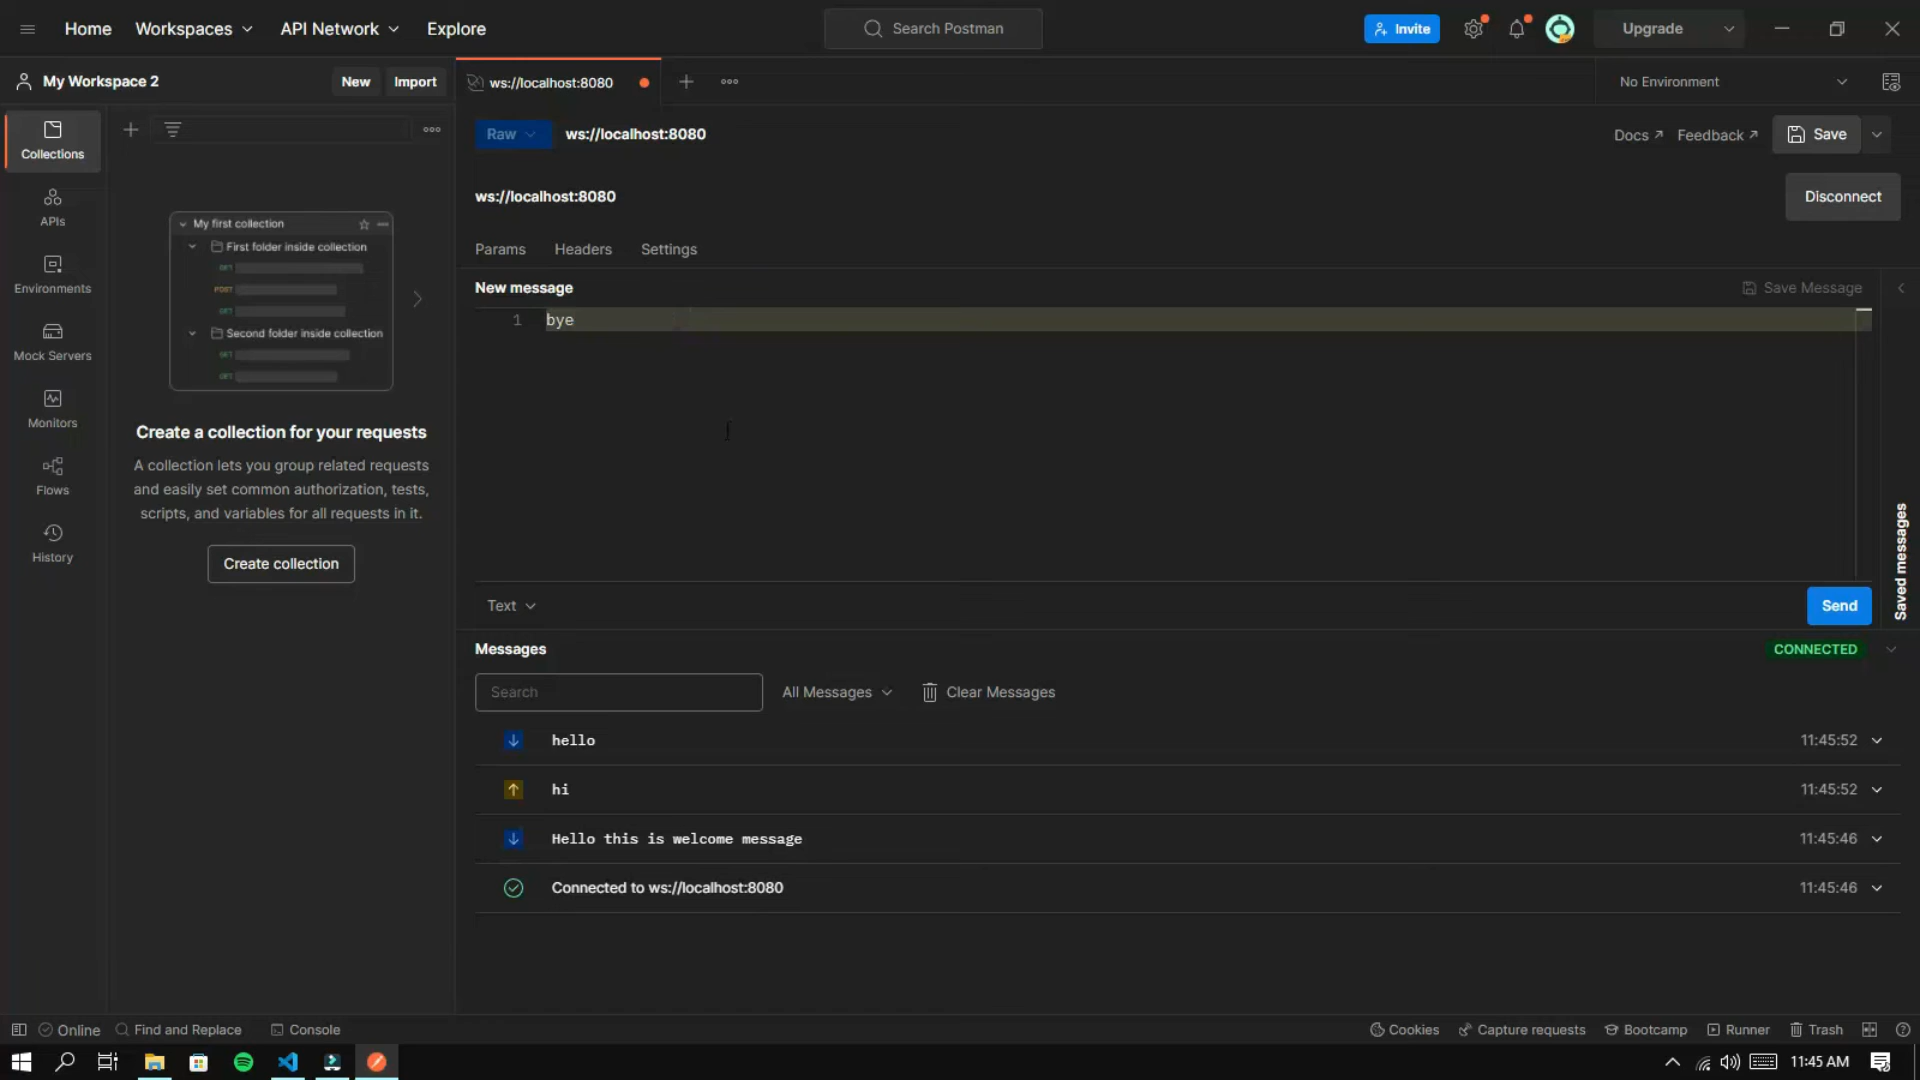 Home
Workspaces
API Network
Explore
Search Postman
Invite
Upgrade
My Workspace 2
New
Import
ws://localhost:8080
No Environment
Collections
APIs
Environments
Mock Servers
Monitors
Flows
History
My first collection
First folder inside collection
GET
POST
GET
Second folder inside collection
GET
GET
Create a collection for your requests
A collection lets you group related requests
and easily set common authorization, tests,
scripts, and variables for all requests in it.
Create collection
Raw
ws://localhost:8080
Docs
Feedback
Save
ws://localhost:8080
Disconnect
Params
Headers
Settings
New message
Save Message
1
bye
Saved messages
Text
Send
Messages
CONNECTED
Search
All Messages
Clear Messages
hello
11:45:52
hi
11:45:52
Hello this is welcome message
11:45:46
Connected to ws://localhost:8080
11:45:46
Online
Find and Replace
Console
Cookies
Capture requests
Bootcamp
Runner
Trash
11:45 AM